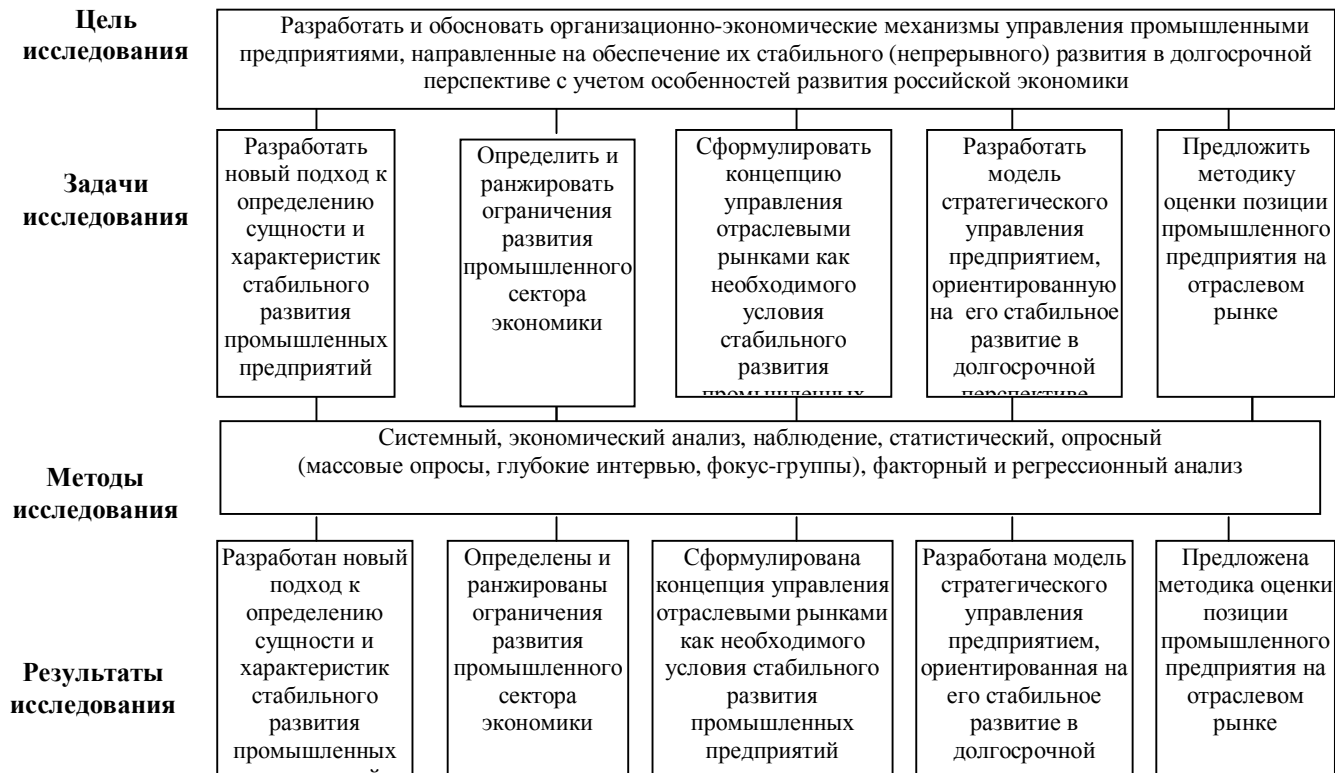 Цель
исследования
Разработать и обосновать организационно-экономические механизмы управления промышленными
предприятиями, направленные на обеспечение их стабильного (непрерывного) развития в долгосрочной
перспективе с учетом особенностей развития российской экономики
Задачи
исследования
Разработать
новый подход к
определению
сущности и
характеристик
стабильного
развития
промышленных
предприятий
Определить и
ранжировать
ограничения
развития
промышленного
сектора
экономики
Сформулировать
концепцию
управления
отраслевыми
рынками как
необходимого
условия
стабильного
развития
промышленных
Разработать
модель
стратегического
управления
предприятием,
ориентированную
на его стабильное
развитие в
долгосрочной
перспективе
Предложить
методику
оценки позиции
промышленного
предприятия на
отраслевом
рынке
Методы
исследования
Системный, экономический анализ, наблюдение, статистический, опросный
(массовые опросы, глубокие интервью, фокус-группы), факторный и регрессионный анализ
Результаты
исследования
Разработан новый
подход к
определению
сущности и
характеристик
стабильного
развития
промышленных
Определены и
ранжированы
ограничения
развития
промышленного
сектора
экономики
Сформулирована
концепция управления
отраслевыми рынками
как необходимого
условия стабильного
развития
промышленных
предприятий
Разработана модель
стратегического
управления
предприятием,
ориентированная на
его стабильное
развитие в
долгосрочной
Предложена
методика оценки
позиции
промышленного
предприятия на
отраслевом
рынке